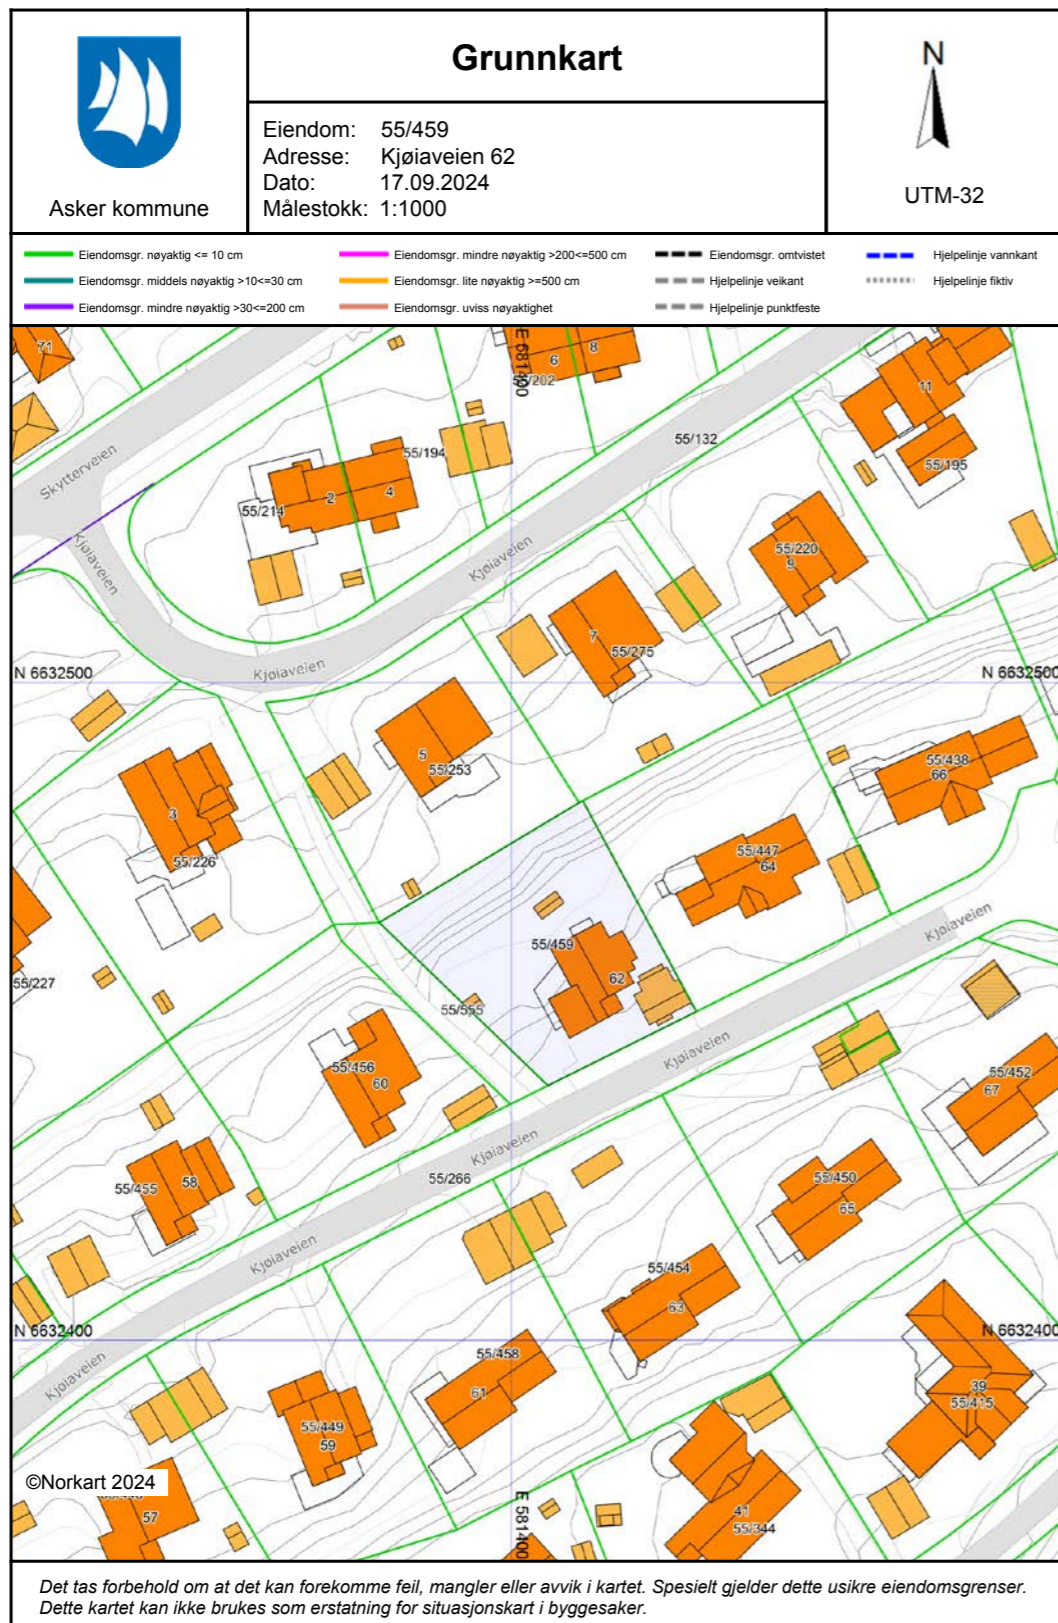 Asker kommune
Grunnkart
Eiendom: 55/459
Adresse: Kjøiaveien 62
Dato: 17.09.2024
Målestokk: 1:1000
N
UTM-32
Eiendomsgr. nøyaktig <= 10 cm
Eiendomsgr. middels nøyaktig >10<=30 cm
Eiendomsgr. mindre nøyaktig >30<=200 cm
Eiendomsgr. mindre nøyaktig >200<=500 cm
Eiendomsgr. lite nøyaktig >=500 cm
Eiendomsgr. uviss nøyaktighet
Eiendomsgr. omtvistet
Hjelpelinje veikant
Hjelpelinje punktfeste
Hjelpelinje vannkant
Hjelpelinje fiktiv
71
E 581400
6
8
55/202
11
55/132
Skytterveien
55/194
55/195
2
4
55/214
Kjøiaveien
Kjøiaveien
55/220
9
7
55/275
Kjøiaveien
N 6632500
N 6632500
5
55/253
55/438
66
3
55/226
55/447
64
Kjøiaveien
55/459
62
55/227
55/555
Kjøiaveien
55/456
60
55/452
67
Kjøiaveien
55/455
58
55/266
55/450
65
Kjøiaveien
55/454
63
N 6632400
N 6632400
Kjøiaveien
55/458
61
39
55/415
55/449
59
©Norkart 2024
57
E 581400
41
55/344
Det tas forbehold om at det kan forekomme feil, mangler eller avvik i kartet. Spesielt gjelder dette usikre eiendomsgrenser.
Dette kartet kan ikke brukes som erstatning for situasjonskart i byggesaker.